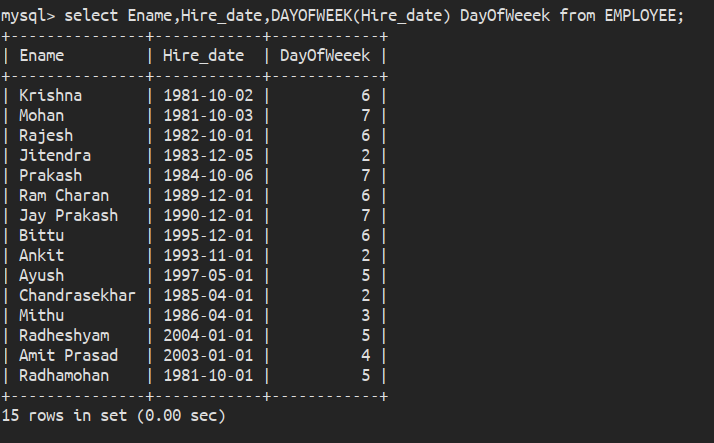 mysql> select Ename,Hire_date,DAYOFWEEK(Hire_date) DayOfWeeek from EMPLOYEE;
+---------------+------------+------------+
| Ename         | Hire_date  | DayOfWeeek |
+---------------+------------+------------+
| Krishna       | 1981-10-02 |          6 |
| Mohan         | 1981-10-03 |          7 |
| Rajesh        | 1982-10-01 |          6 |
| Jitendra      | 1983-12-05 |          2 |
| Prakash       | 1984-10-06 |          7 |
| Ram Charan    | 1989-12-01 |          6 |
| Jay Prakash   | 1990-12-01 |          7 |
| Bittu         | 1995-12-01 |          6 |
| Ankit         | 1993-11-01 |          2 |
| Ayush         | 1997-05-01 |          5 |
| Chandrasekhar | 1985-04-01 |          2 |
| Mithu         | 1986-04-01 |          3 |
| Radheshyam    | 2004-01-01 |          5 |
| Amit Prasad   | 2003-01-01 |          4 |
| Radhamohan    | 1981-10-01 |          5 |
+---------------+------------+------------+
15 rows in set (0.00 sec)